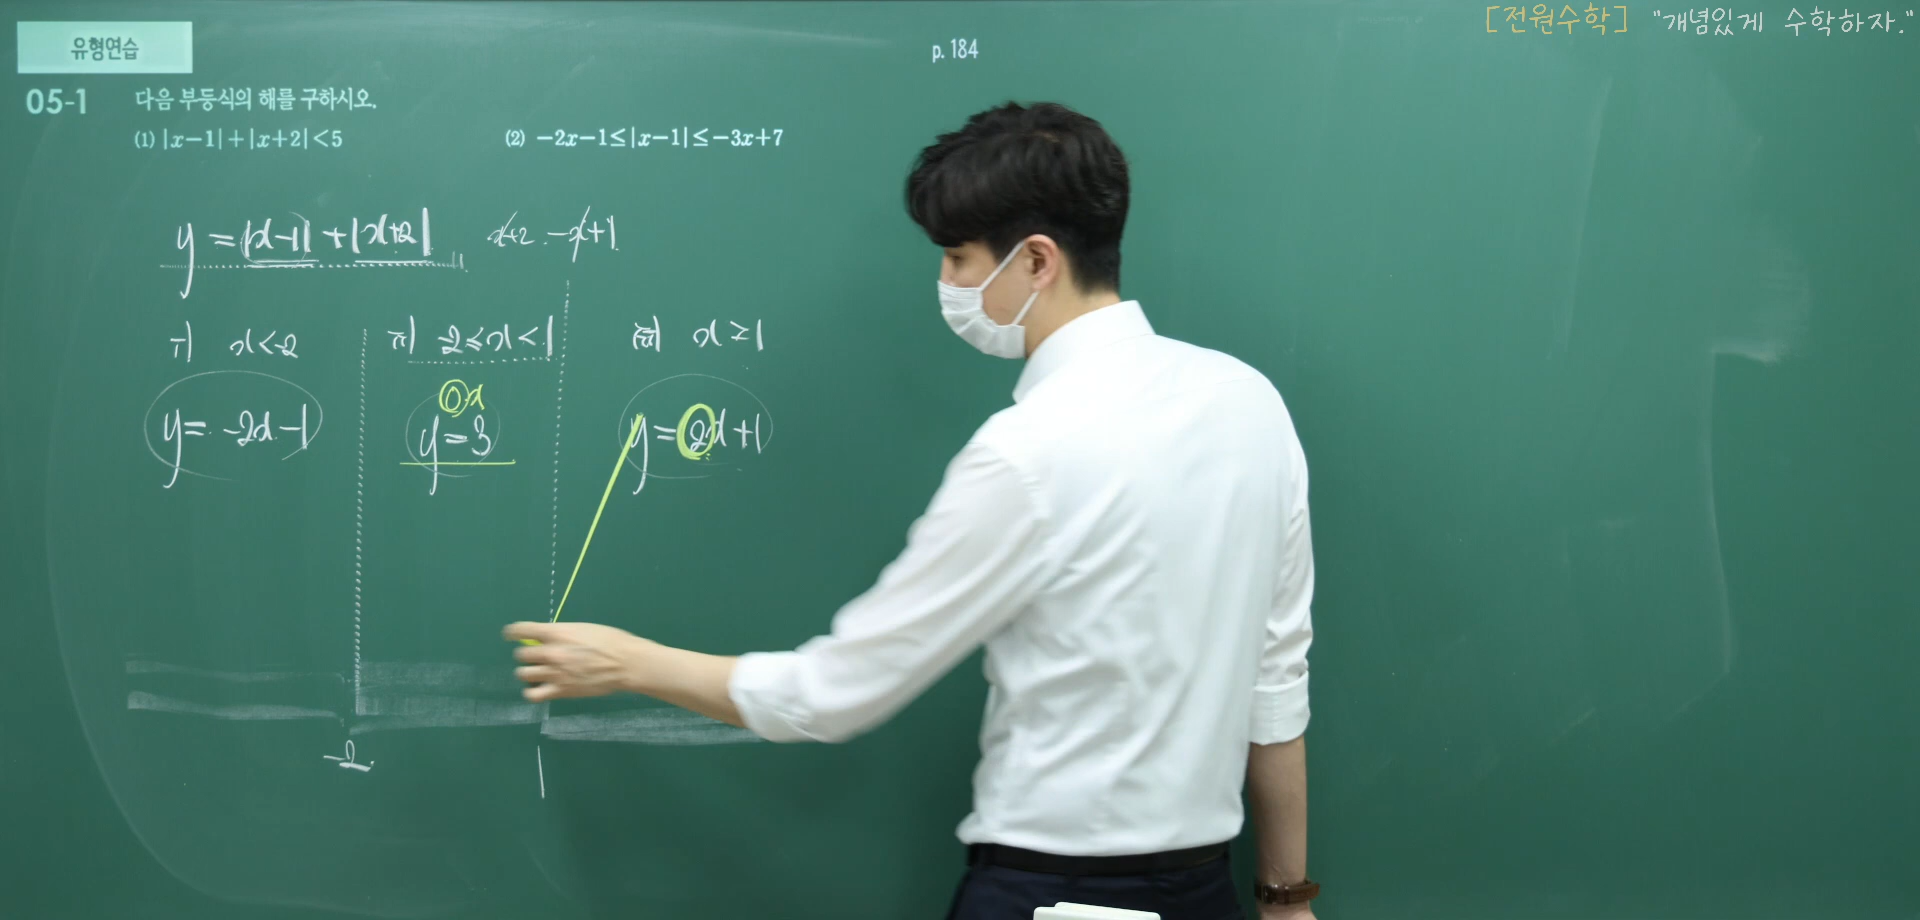 [전원수학] "개념있게 수학하자."
유형연습
p. 184
05-1 다음 부등식의 해를 구하시오.
(1) |x-1|+|x+2|<5 (2) -2x-1≤|x-1|≤-3x+7
y = |x-1| + |x+2| x+2 -x+1
i) x<-2 ii) -2≤x<1 iii) x≥1
0x
y = -2x-1 y=3 y=2x+1
-2 1